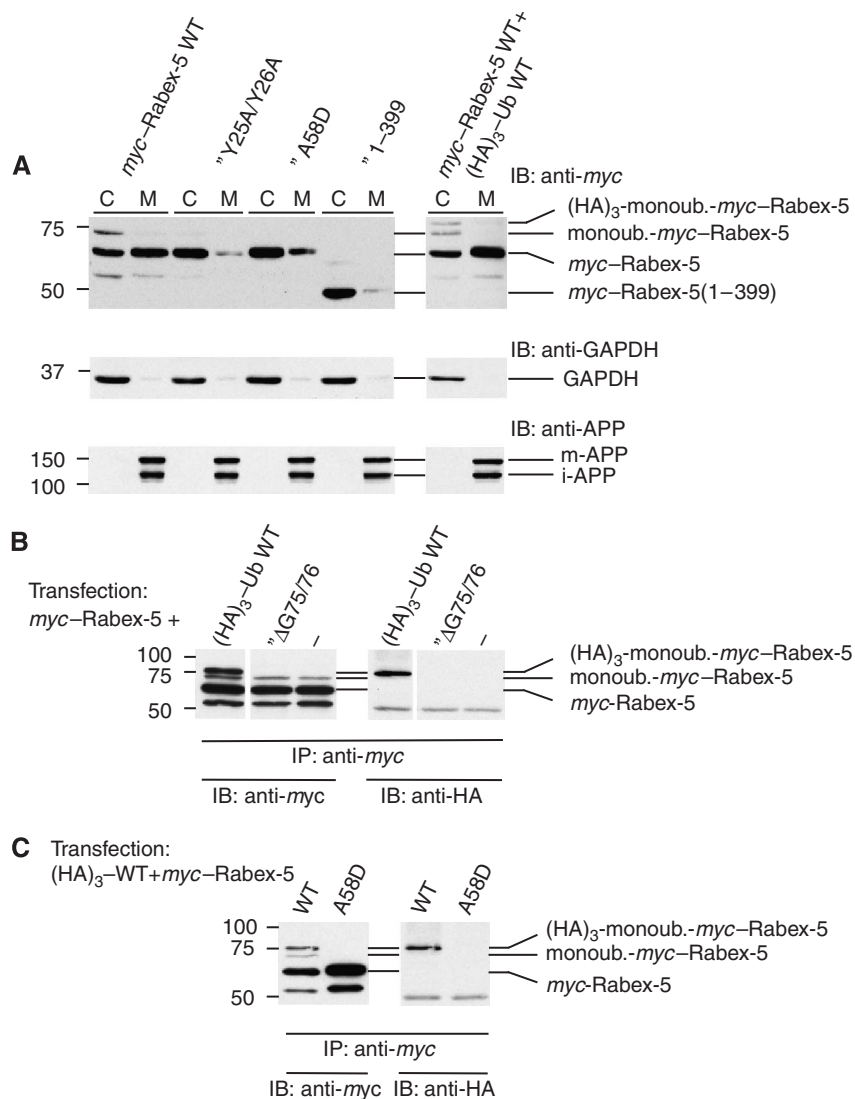 A
myc–Rabex-5 WT
„ Y25A/Y26A
„ A58D
„ 1–399
myc–Rabex-5 WT+
(HA)3–Ub WT
C M C M C M C M C M
IB: anti-myc
75
50
(HA)3-monoub.-myc–Rabex-5
monoub.-myc–Rabex-5
myc–Rabex-5
myc–Rabex-5(1–399)
IB: anti-GAPDH
37
GAPDH
IB: anti-APP
150
100
m-APP
i-APP
B
Transfection:
myc–Rabex-5 +
(HA)3–Ub WT
„ ΔG75/76
–
(HA)3–Ub WT
„ ΔG75/76
–
100
75
50
(HA)3-monoub.-myc–Rabex-5
monoub.-myc–Rabex-5
myc-Rabex-5
IP: anti-myc
IB: anti-myc IB: anti-HA
C
Transfection:
(HA)3–WT+myc–Rabex-5
WT A58D WT A58D
100
75
50
(HA)3-monoub.-myc–Rabex-5
monoub.-myc–Rabex-5
myc-Rabex-5
IP: anti-myc
IB: anti-myc IB: anti-HA